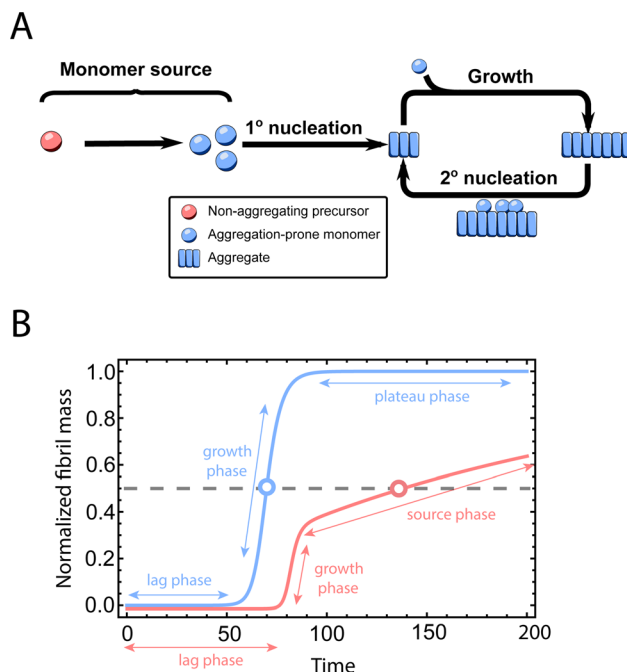 A
Monomer source
Growth
1º nucleation
2º nucleation
Non-aggregating precursor
Aggregation-prone monomer
Aggregate
B
Normalized fibril mass
1.0
0.8
0.6
0.4
0.2
0.0
plateau phase
growth
phase
source phase
growth
phase
lag phase
0
50
100
150
200
lag phase
Time